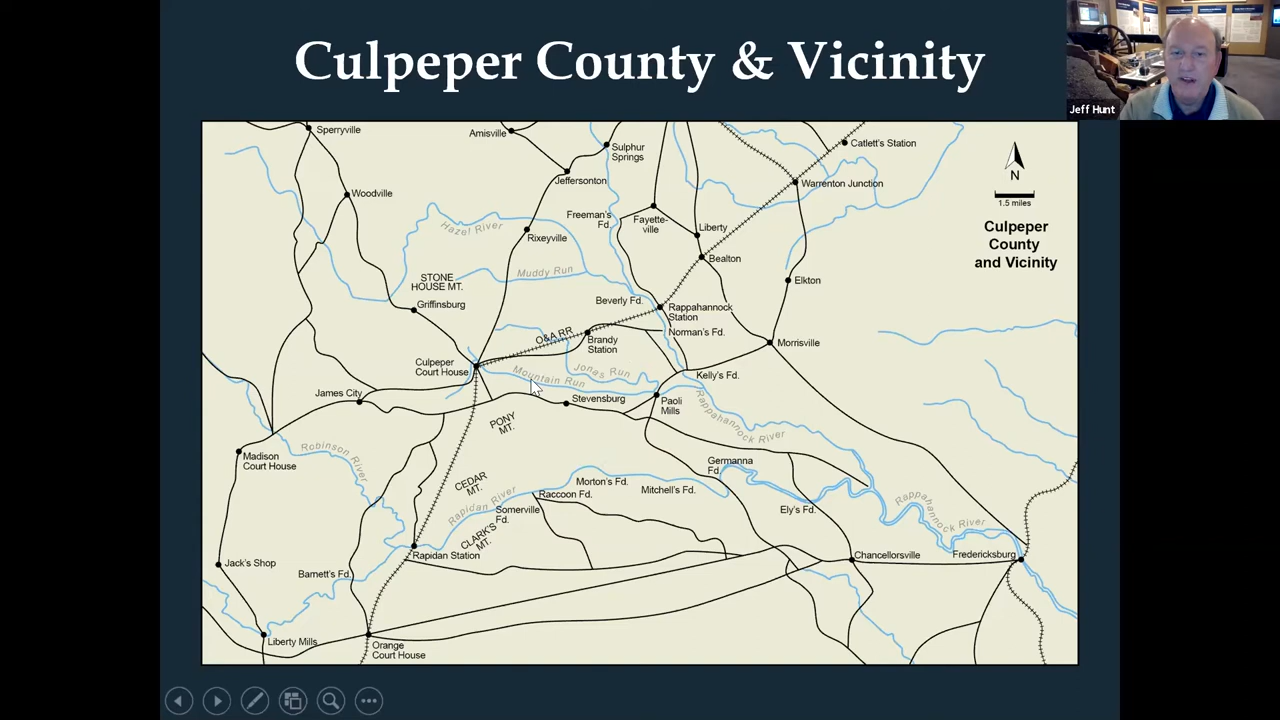 Culpeper County & Vicinity
Jeff Hunt
Sperryville
Amisville
Sulphur
Springs
Catlett's Station
Jeffersonton
Warrenton Junction
Woodville
Freeman's
Fd.
Fayette-
ville
Liberty
Hazel River
Rixeyville
Bealton
N
1.5 miles
Culpeper
County
and Vicinity
Muddy Run
STONE
HOUSE MT.
Elkton
Griffinsburg
Beverly Fd.
Rappahannock
Station
O&A RR
Norman's Fd.
Brandy
Station
Morrisville
Culpeper
Court House
Jonas Run
Mountain Run
Kelly's Fd.
James City
Stevensburg
Paoli
Mills
Rappahannock River
PONY
MT.
Robinson River
Madison
Court House
Germanna
Fd.
CEDAR
MT.
Morton's Fd.
Mitchell's Fd.
Raccoon Fd.
Rapidan River
Somerville
Fd.
Ely's Fd.
Rappahannock River
CLARK'S
MT.
Rapidan Station
Chancellorsville
Fredericksburg
Jack's Shop
Barnett's Fd.
Liberty Mills
Orange
Court House